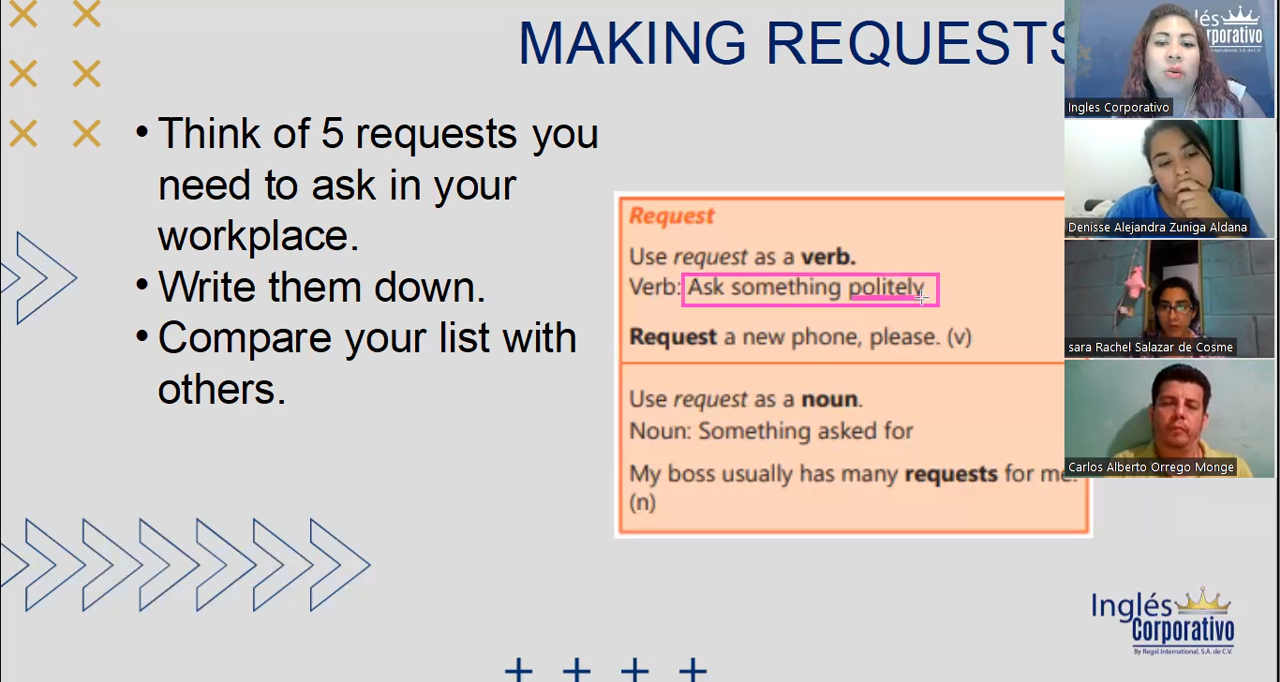 MAKING REQUESTS
• Think of 5 requests you
need to ask in your
workplace.
• Write them down.
• Compare your list with
others.
Request
Use request as a verb.
Verb: Ask something politely
Request a new phone, please. (v)
Use request as a noun.
Noun: Something asked for
My boss usually has many requests for me.
(n)
Inglés
Corporativo
By Regal International, S.A. de C.V.
Ingles Corporativo
Denisse Alejandra Zuniga Aldana
sara Rachel Salazar de Cosme
Carlos Alberto Orrego Monge